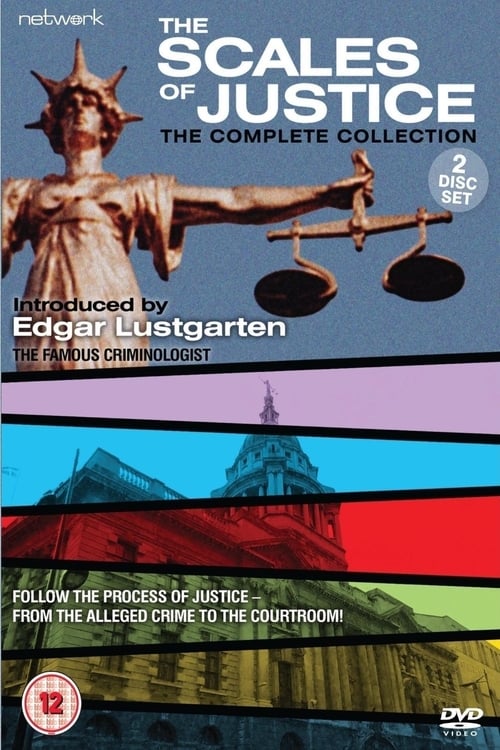 network
THE
SCALES
OF JUSTICE
THE COMPLETE COLLECTION
2
DISC
SET
Introduced by
Edgar Lustgarten
THE FAMOUS CRIMINOLOGIST
FOLLOW THE PROCESS OF JUSTICE –
FROM THE ALLEGED CRIME TO THE COURTROOM!
12
DVD
VIDEO